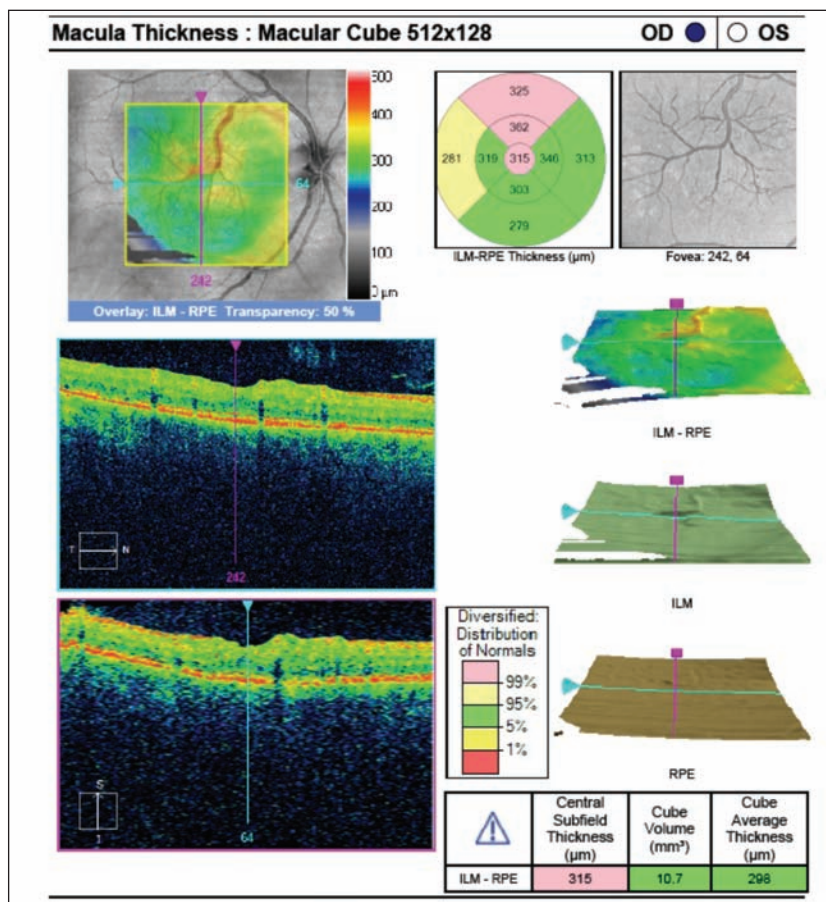 Macula Thickness : Macular Cube 512x128
OD OS
500
400
300
200
100
0 µm
64
242
Overlay: ILM - RPE Transparency: 50 %
325
362
281 319 315 346 313
303
279
ILM-RPE Thickness (µm)
Fovea: 242, 64
ILM - RPE
T N
242
ILM
S
I
64
Diversified:
Distribution
of Normals
99%
95%
5%
1%
RPE
Central
Subfield
Thickness
(µm)
Cube
Volume
(mm³)
Cube
Average
Thickness
(µm)
ILM - RPE 315 10.7 298